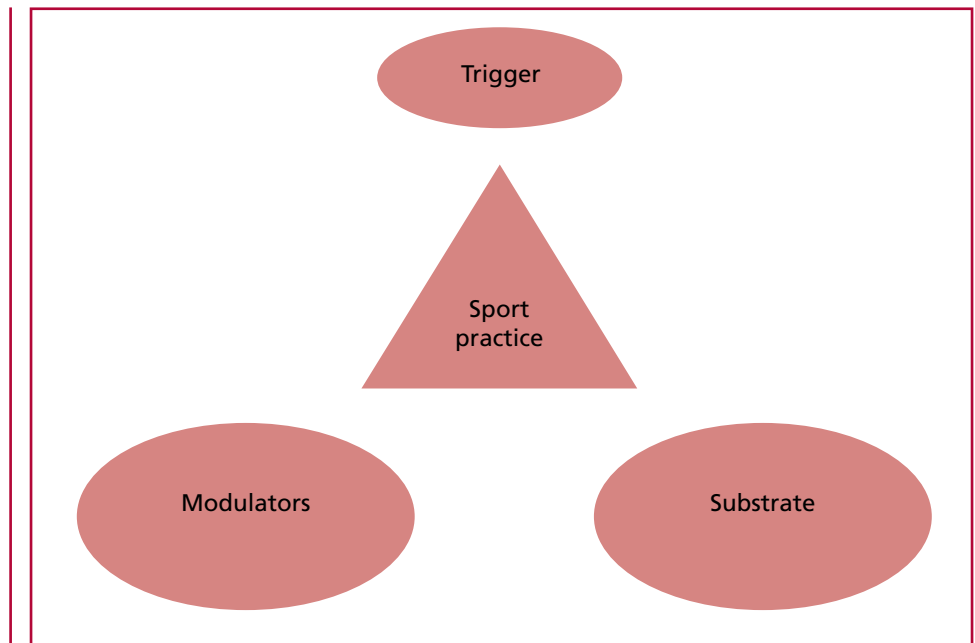 Trigger
Sport
practice
Modulators
Substrate